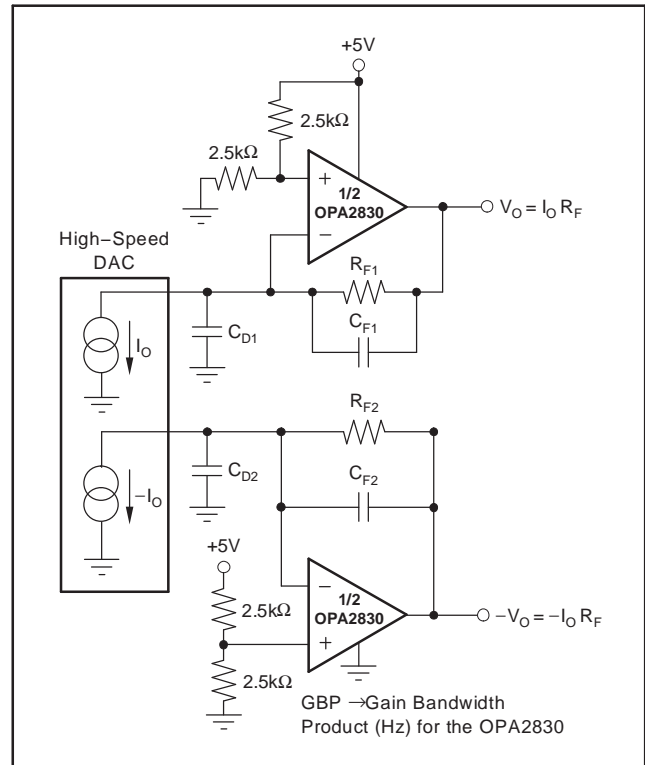 +5V
2.5kΩ
2.5kΩ
+
1/2
OPA2830
−
V_O = I_O R_F
High−Speed
DAC
R_F1
C_F1
C_D1
I_O
R_F2
C_F2
C_D2
−I_O
+5V
2.5kΩ
−
1/2
OPA2830
+
−V_O = −I_O R_F
2.5kΩ
GBP →Gain Bandwidth
Product (Hz) for the OPA2830